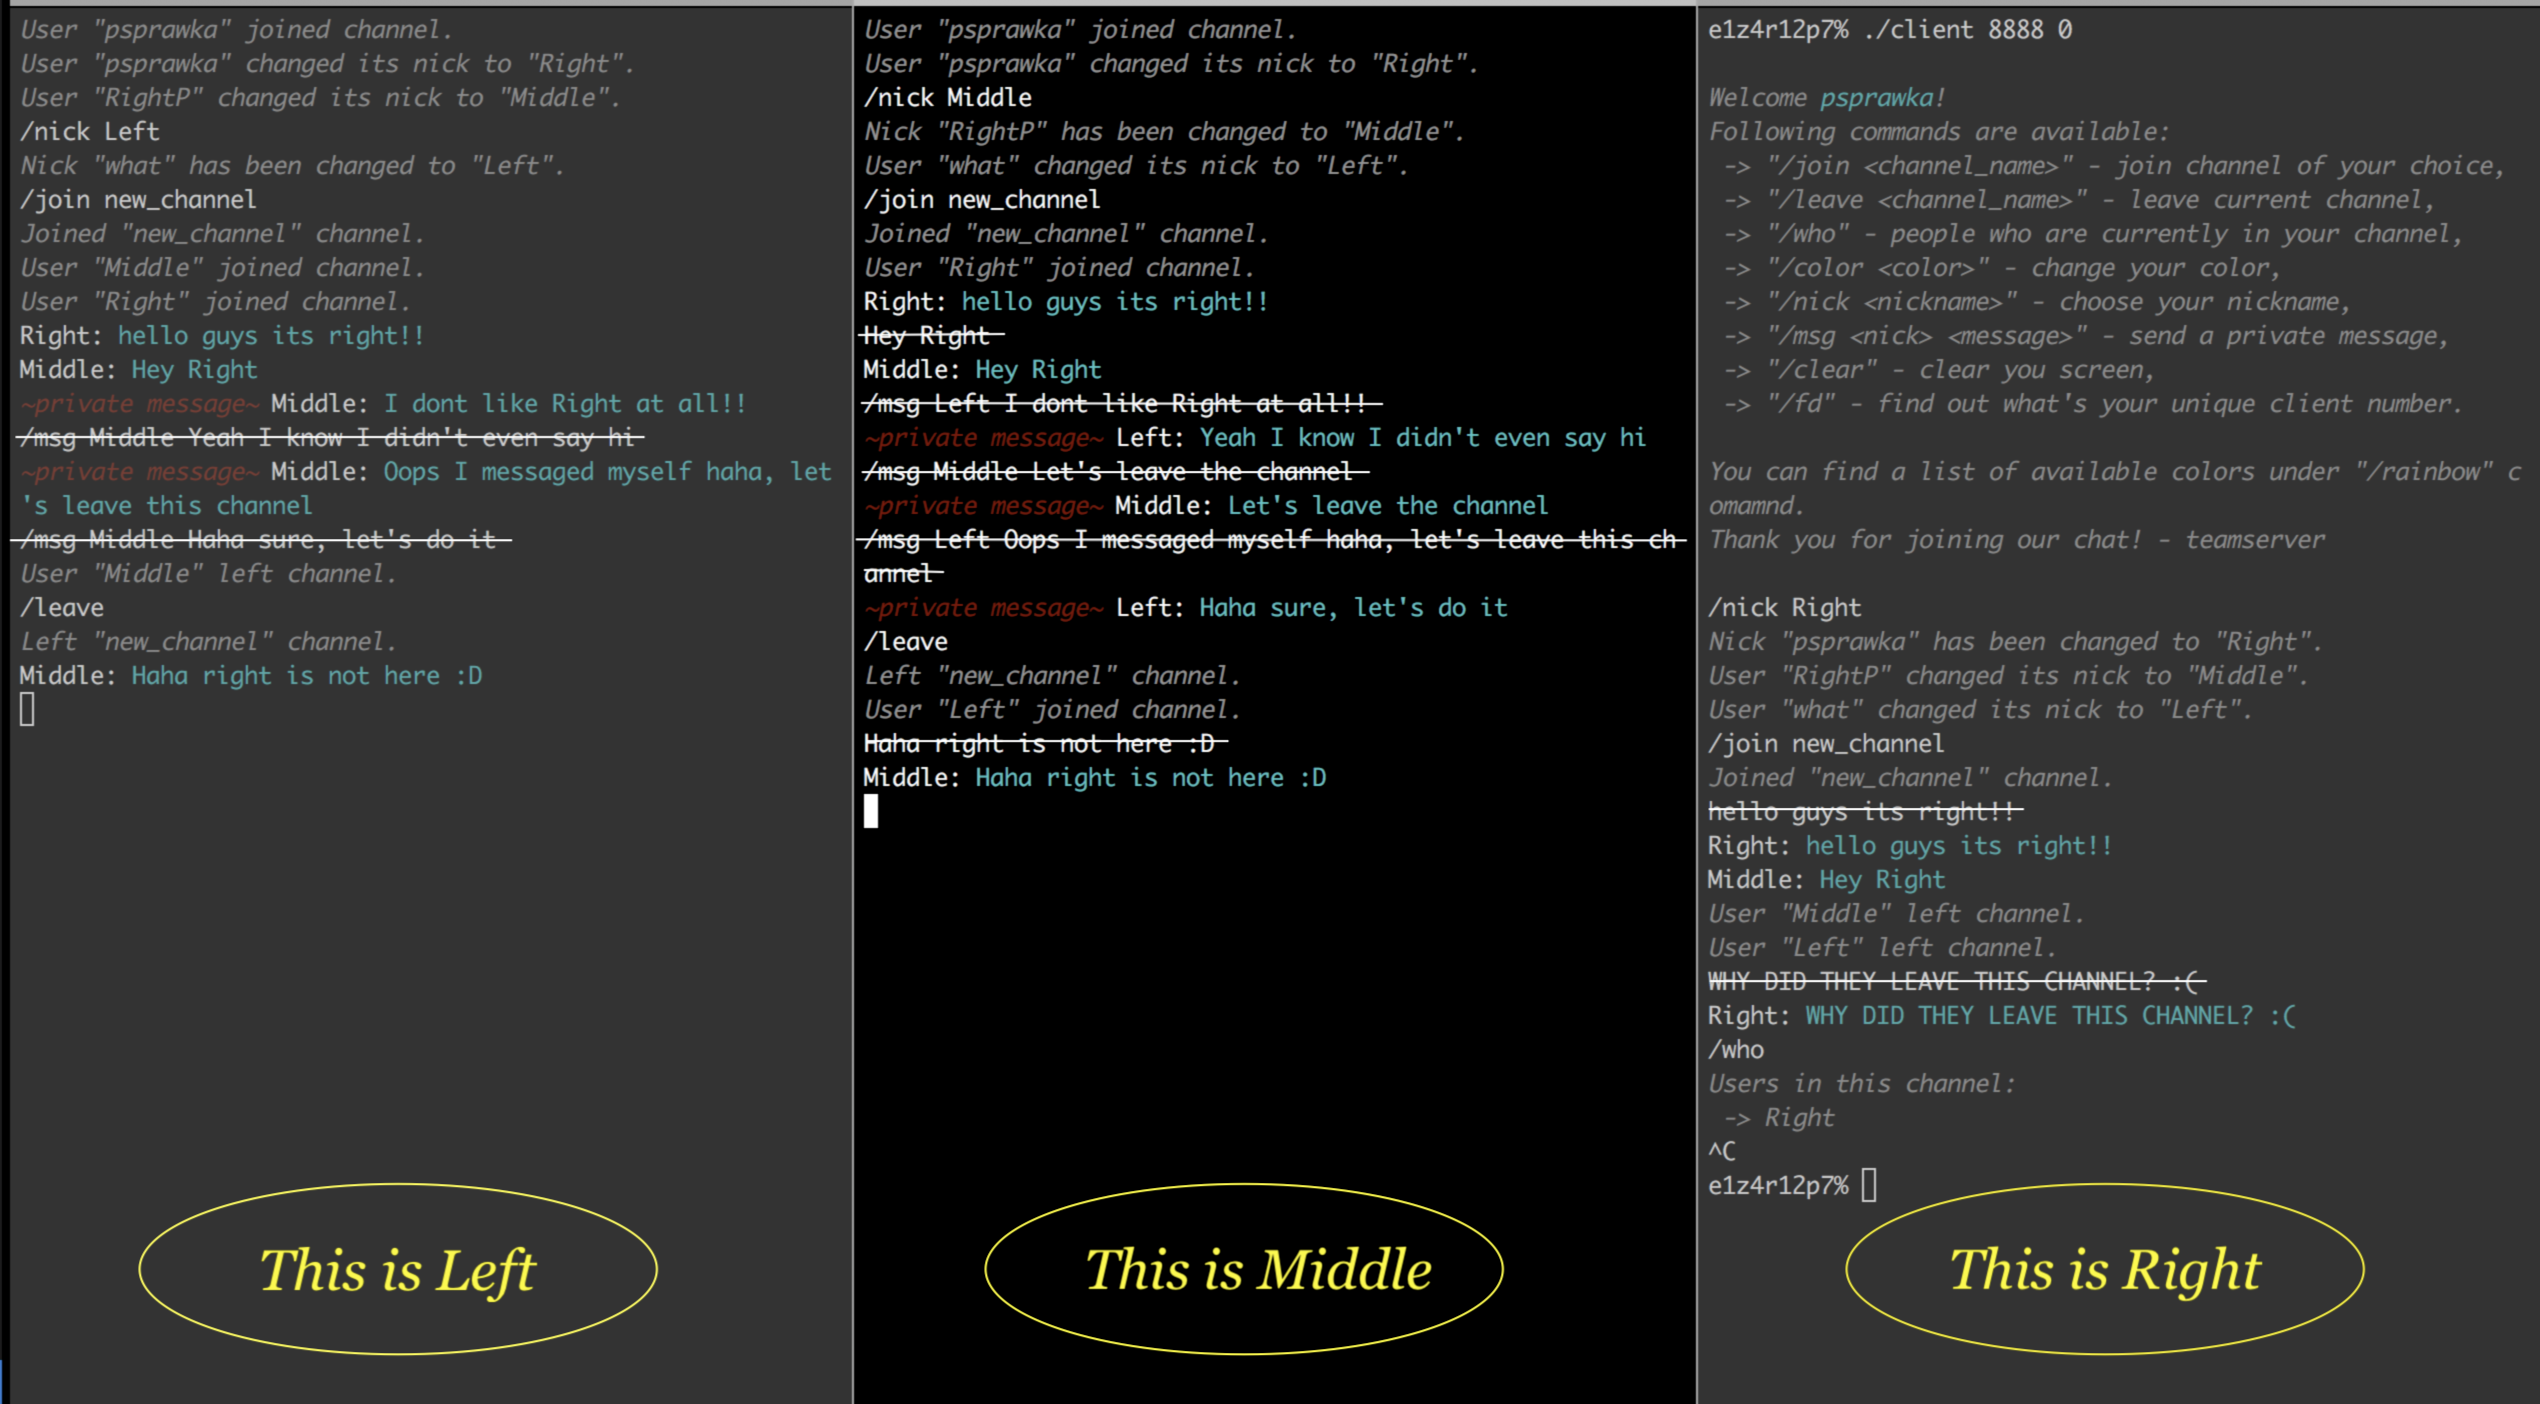 User "psprawka" joined channel.
User "psprawka" changed its nick to "Right".
User "RightP" changed its nick to "Middle".
/nick Left
Nick "what" has been changed to "Left".
/join new_channel
Joined "new_channel" channel.
User "Middle" joined channel.
User "Right" joined channel.
Right: hello guys its right!!
Middle: Hey Right
~private message~ Middle: I dont like Right at all!!
/msg Middle Yeah I know I didn't even say hi
~private message~ Middle: Oops I messaged myself haha, let
's leave this channel
/msg Middle Haha sure, let's do it
User "Middle" left channel.
/leave
Left "new_channel" channel.
Middle: Haha right is not here :D
This is Left
User "psprawka" joined channel.
User "psprawka" changed its nick to "Right".
/nick Middle
Nick "RightP" has been changed to "Middle".
User "what" changed its nick to "Left".
/join new_channel
Joined "new_channel" channel.
User "Right" joined channel.
Right: hello guys its right!!
Hey Right
Middle: Hey Right
/msg Left I dont like Right at all!!
~private message~ Left: Yeah I know I didn't even say hi
/msg Middle Let's leave the channel
~private message~ Middle: Let's leave the channel
/msg Left Oops I messaged myself haha, let's leave this ch
annel
~private message~ Left: Haha sure, let's do it
/leave
Left "new_channel" channel.
User "Left" joined channel.
Haha right is not here :D
Middle: Haha right is not here :D
This is Middle
e1z4r12p7% ./client 8888 0
Welcome psprawka!
Following commands are available:
-> "/join <channel_name>" - join channel of your choice,
-> "/leave <channel_name>" - leave current channel,
-> "/who" - people who are currently in your channel,
-> "/color <color>" - change your color,
-> "/nick <nickname>" - choose your nickname,
-> "/msg <nick> <message>" - send a private message,
-> "/clear" - clear you screen,
-> "/fd" - find out what's your unique client number.
You can find a list of available colors under "/rainbow" c
omamnd.
Thank you for joining our chat! - teamserver
/nick Right
Nick "psprawka" has been changed to "Right".
User "RightP" changed its nick to "Middle".
User "what" changed its nick to "Left".
/join new_channel
Joined "new_channel" channel.
hello guys its right!!
Right: hello guys its right!!
Middle: Hey Right
User "Middle" left channel.
User "Left" left channel.
WHY DID THEY LEAVE THIS CHANNEL? :(
Right: WHY DID THEY LEAVE THIS CHANNEL? :(
/who
Users in this channel:
-> Right
^C
e1z4r12p7%
This is Right